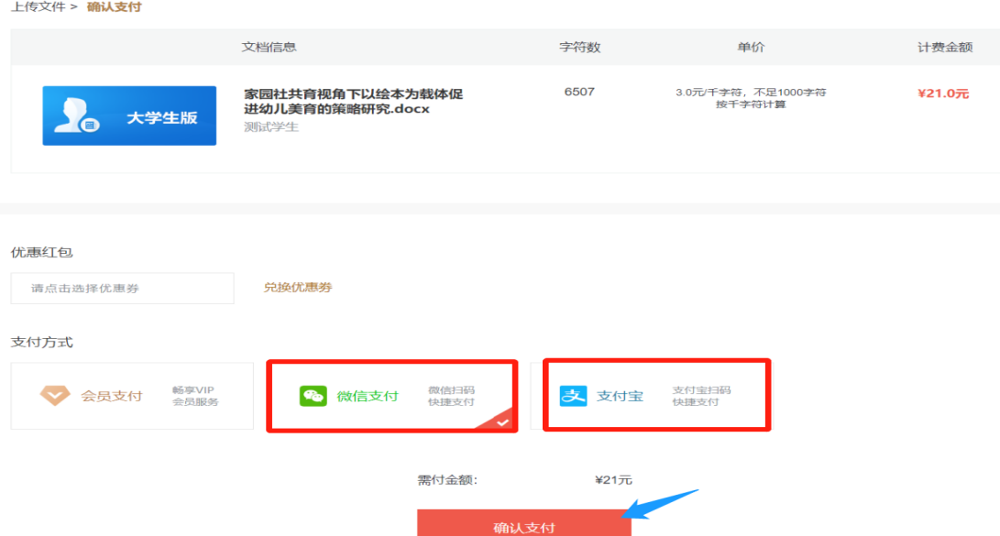 上传文件 > 确认支付
文档信息 字符数 单价 计费金额
大学生版
家园社共育视角下以绘本为载体促
进幼儿美育的策略研究.docx
测试学生
6507
3.0元/千字符，不足1000字符
按千字符计算
¥21.0元
优惠红包
请点击选择优惠券 兑换优惠券
支付方式
会员支付
畅享VIP
会员服务
微信支付
微信扫码
快捷支付
支付宝
支付宝扫码
快捷支付
需付金额: ¥21元
确认支付